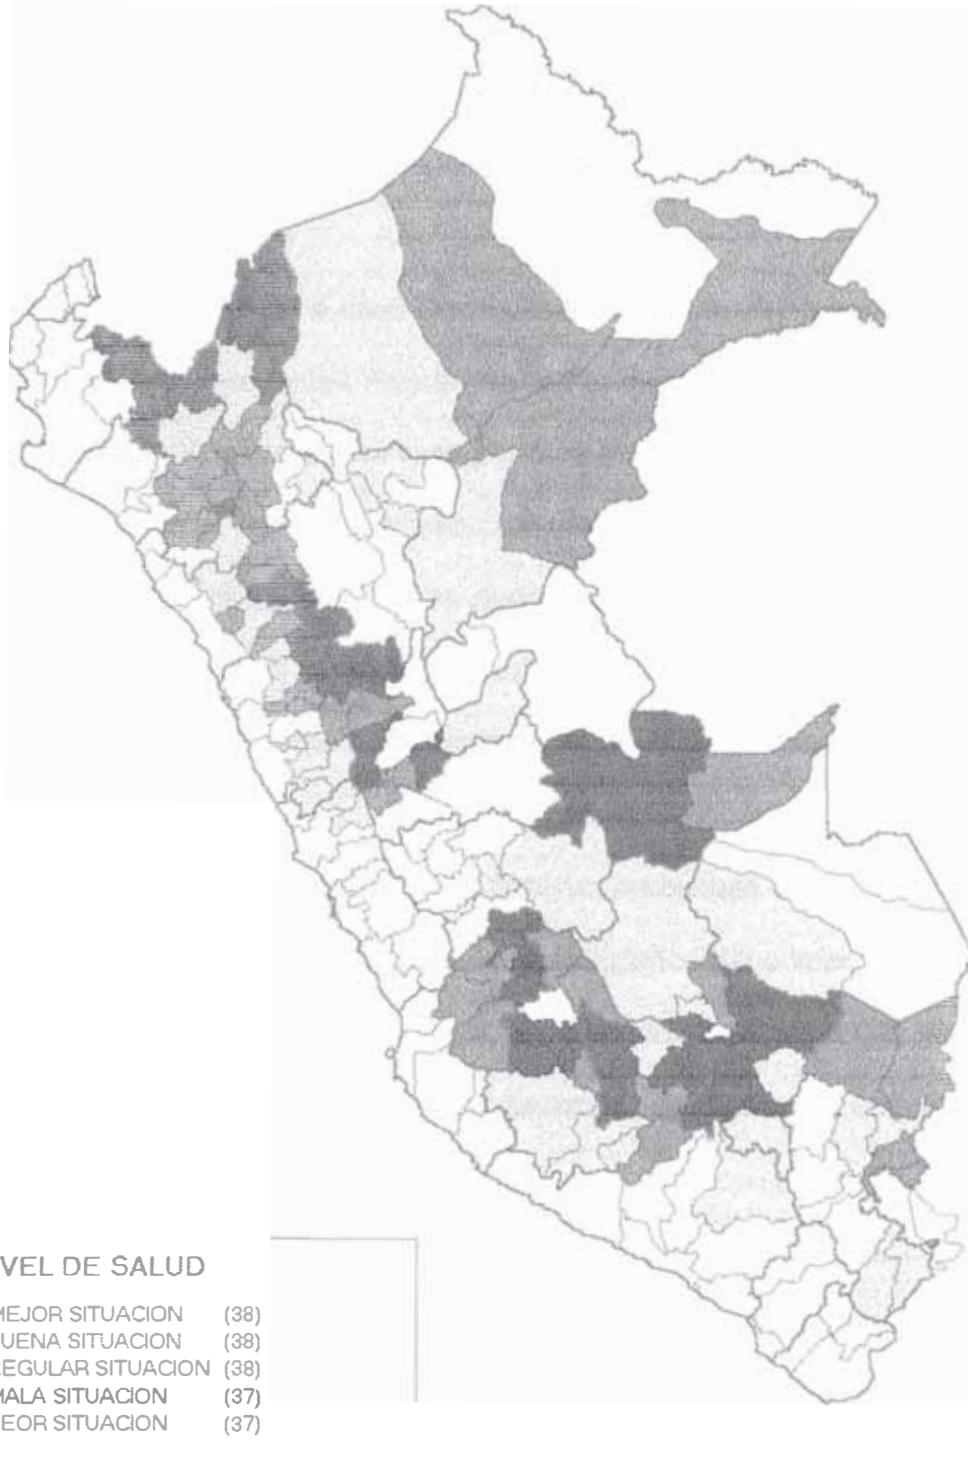 VEL DE SALUD
MEJOR SITUACION (38)
UENA SITUACION (38)
EGULAR SITUACION (38)
MALA SITUACION (37)
EOR SITUACION (37)